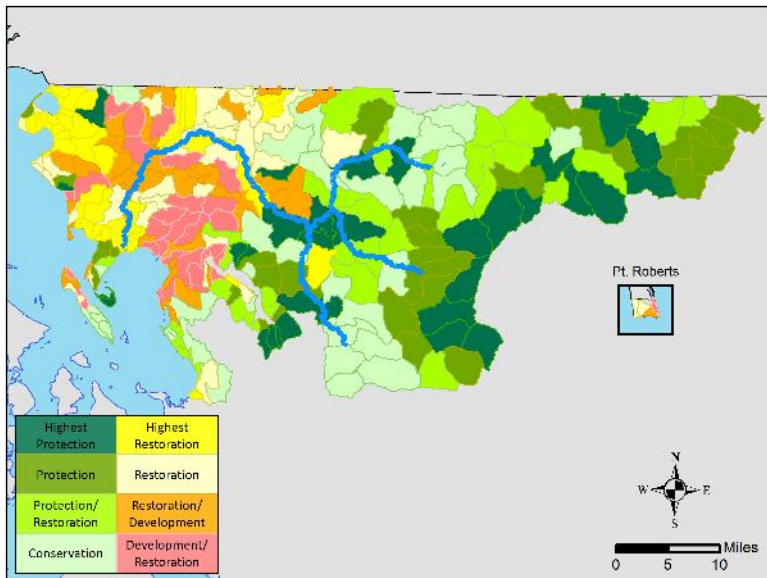 Pt. Roberts
Highest
Protection
Highest
Restoration
Protection
Restoration
Protection/
Restoration
Restoration/
Development
Conservation
Development/
Restoration
N
W E
S
Miles
0 5 10